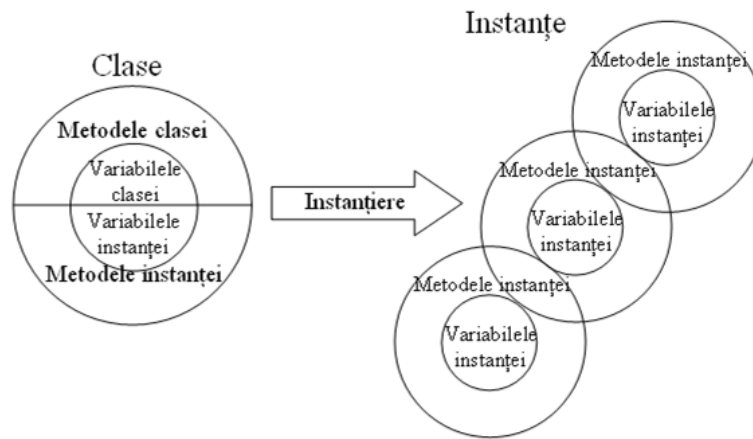 Clase
Metodele clasei
Variabilele
clasei
Variabilele
instanței
Metodele instanței
Instanțiere
Instanțe
Metodele instanței
Variabilele
instanței
Metodele instanței
Variabilele
instanței
Metodele instanței
Variabilele
instanței